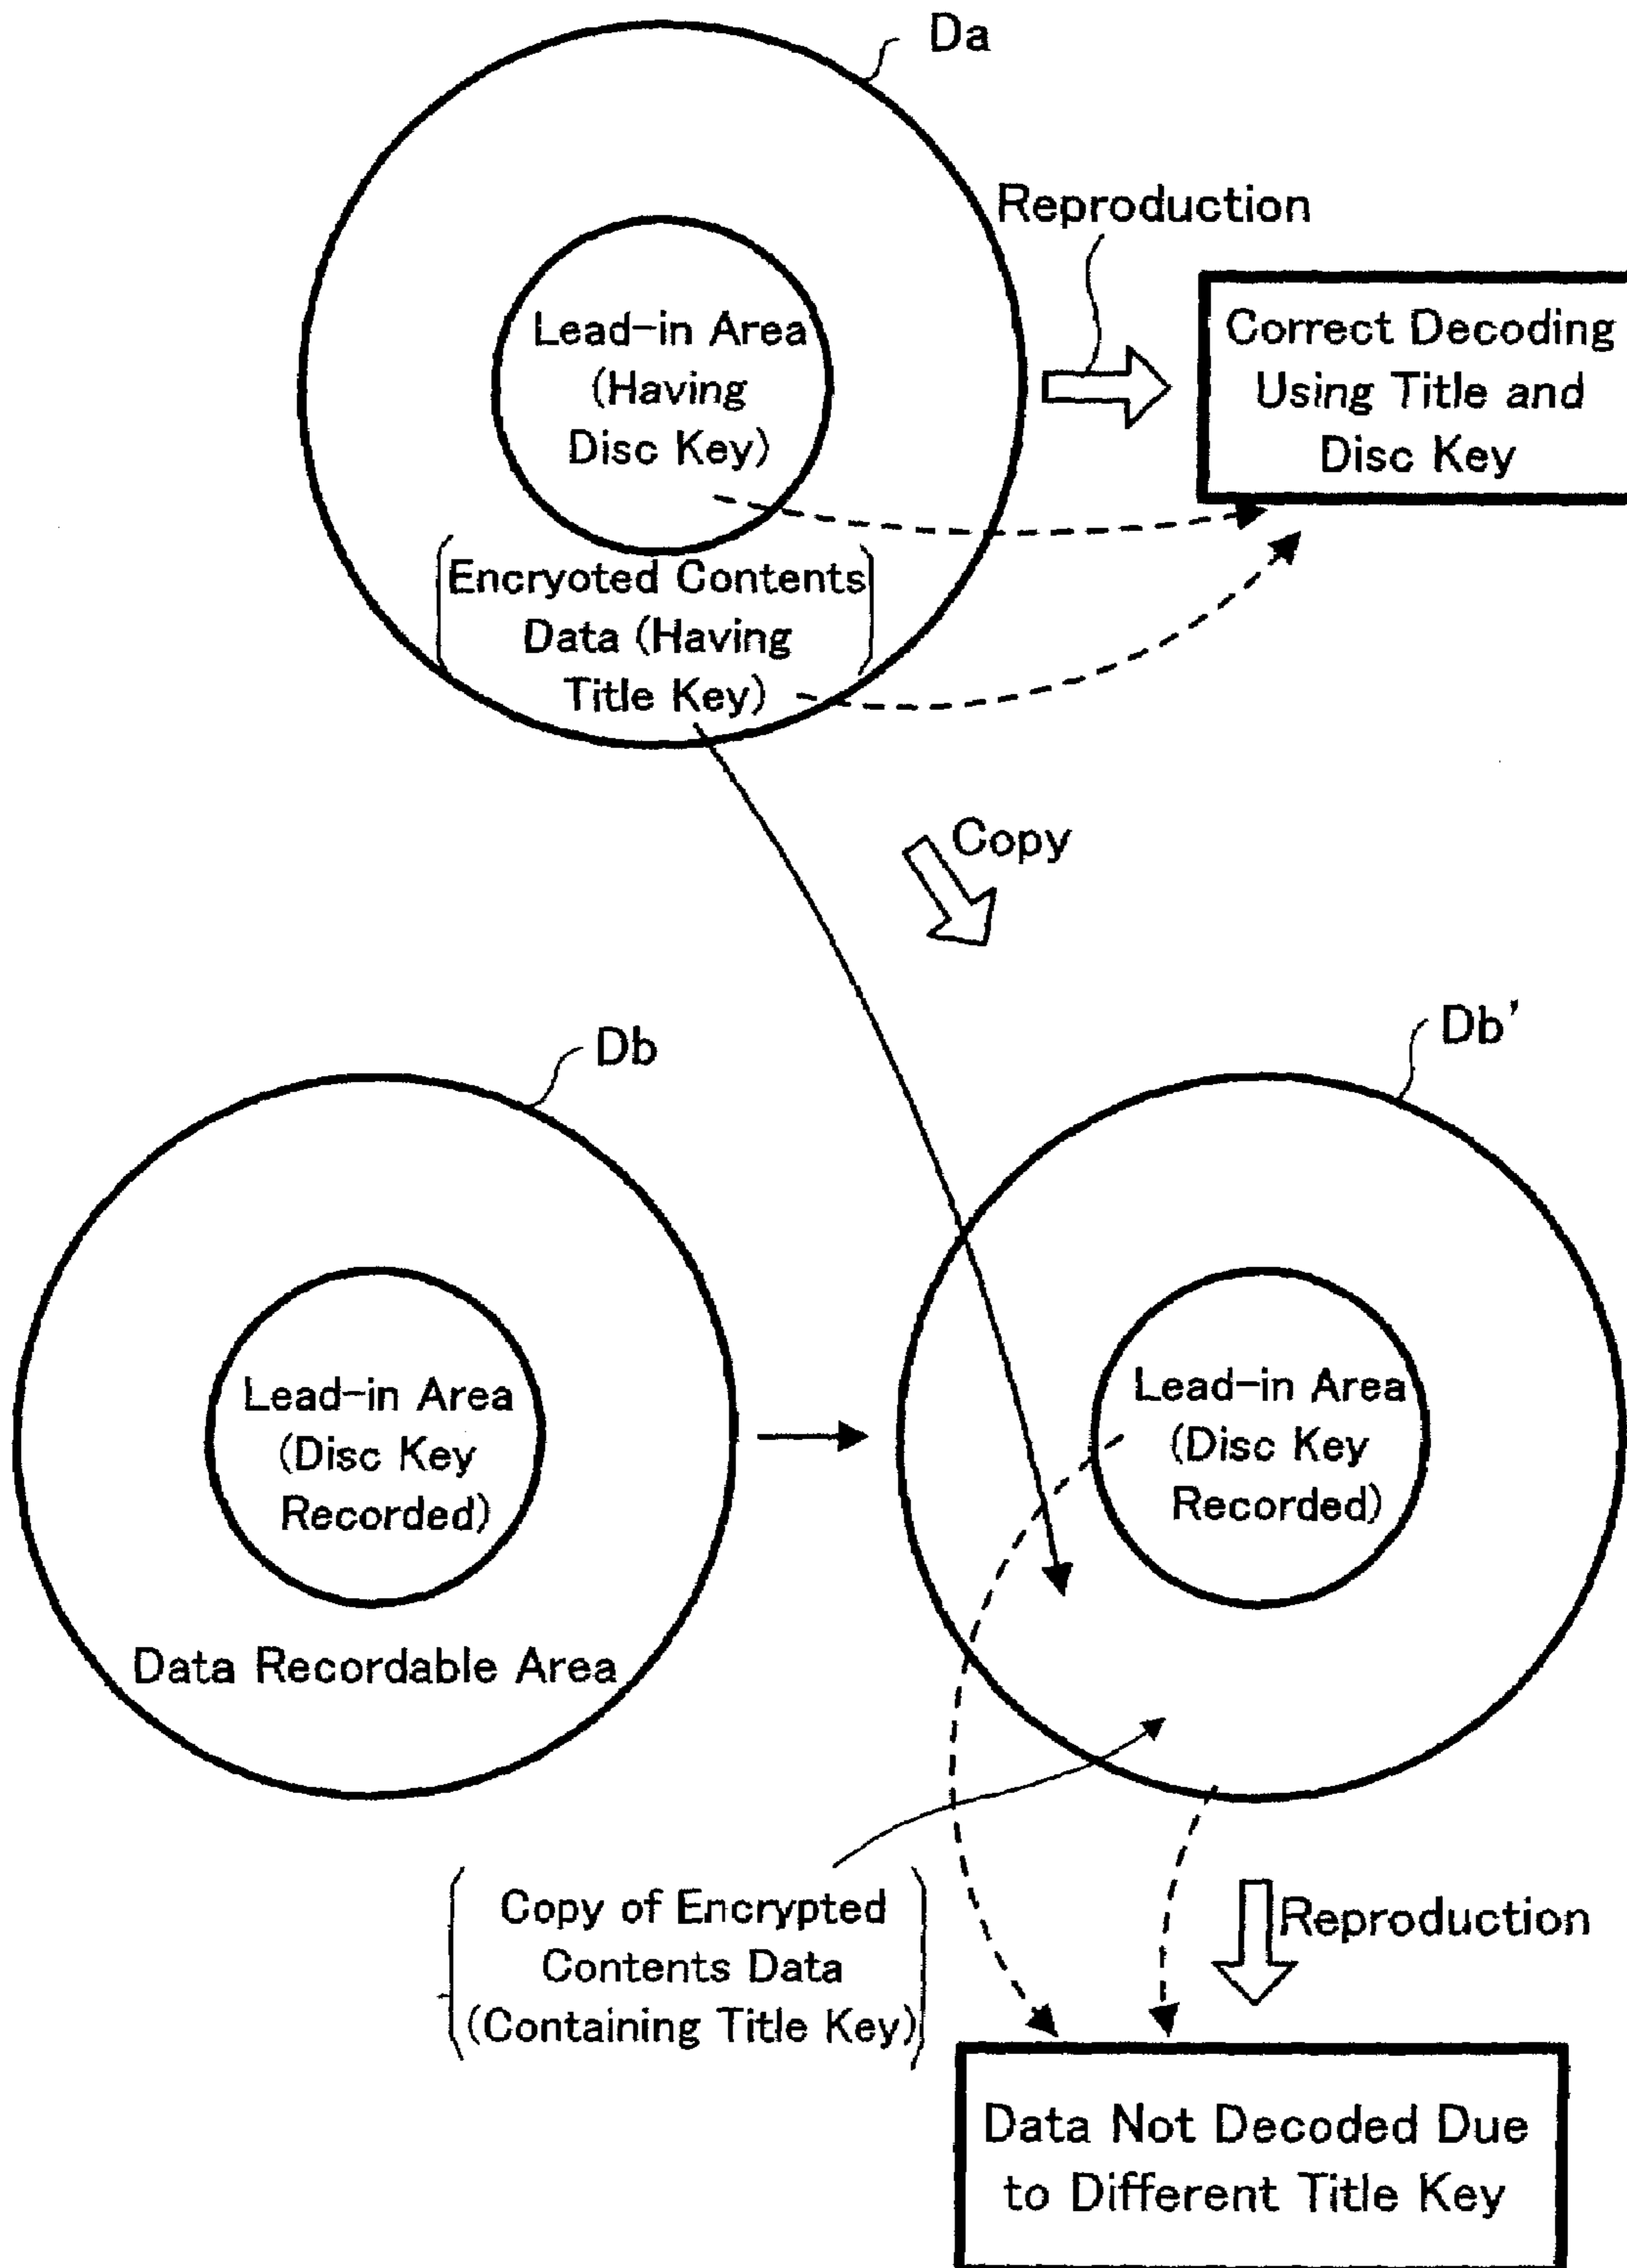 Da
Reproduction
Lead-in Area
(Having
Disc Key)
Correct Decoding
Using Title and
Disc Key
Encryoted Contents
Data (Having
Title Key)
Copy
Db
Db'
Lead-in Area
(Disc Key
Recorded)
Data Recordable Area
Lead-in Area
(Disc Key
Recorded)
Copy of Encrypted
Contents Data
(Containing Title Key)
Reproduction
Data Not Decoded Due
to Different Title Key